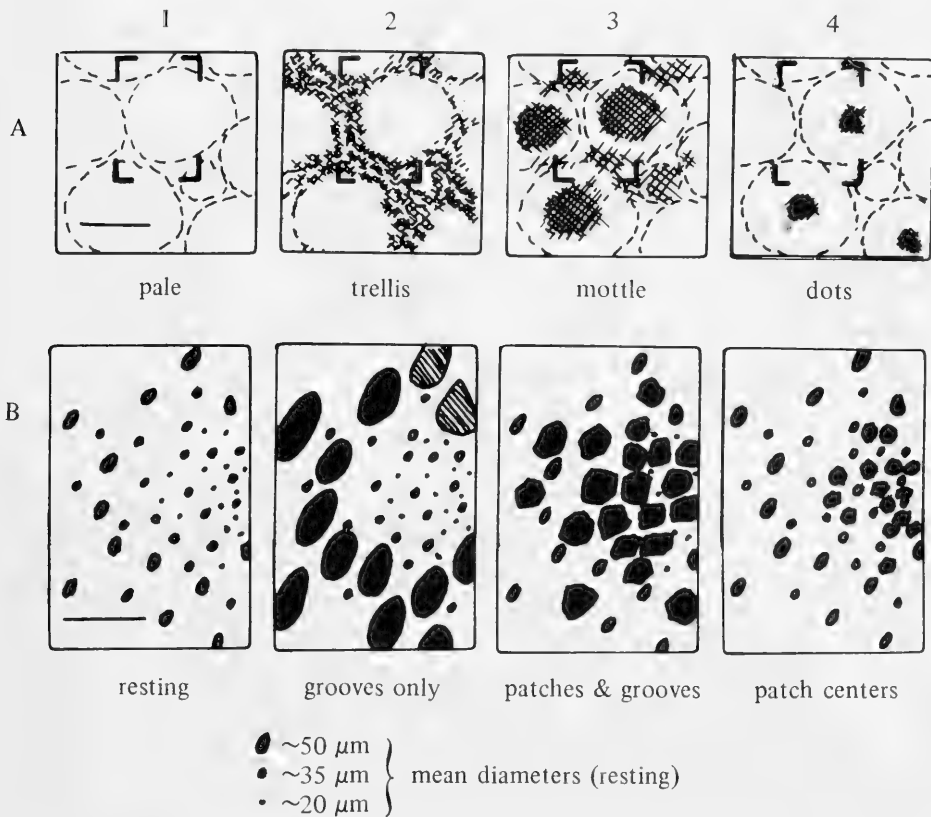 1 2 3 4
A
pale trellis mottle dots
B
resting grooves only patches & grooves patch centers
~50 μm
~35 μm mean diameters (resting)
~20 μm